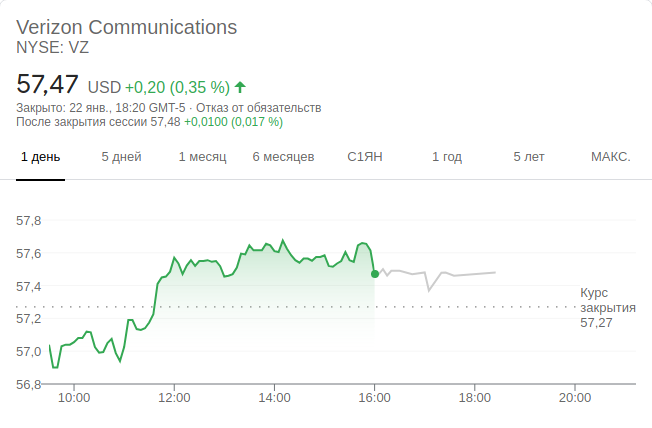 Verizon Communications
NYSE: VZ
57,47 USD +0,20 (0,35 %)
Закрыто: 22 янв., 18:20 GMT-5 · Отказ от обязательств
После закрытия сессии 57,48 +0,0100 (0,017 %)
1 день 5 дней 1 месяц 6 месяцев С1ЯН 1 год 5 лет МАКС.
57,8
57,6
57,4
Курс
закрытия
57,27
57,2
57,0
56,8
10:00 12:00 14:00 16:00 18:00 20:00